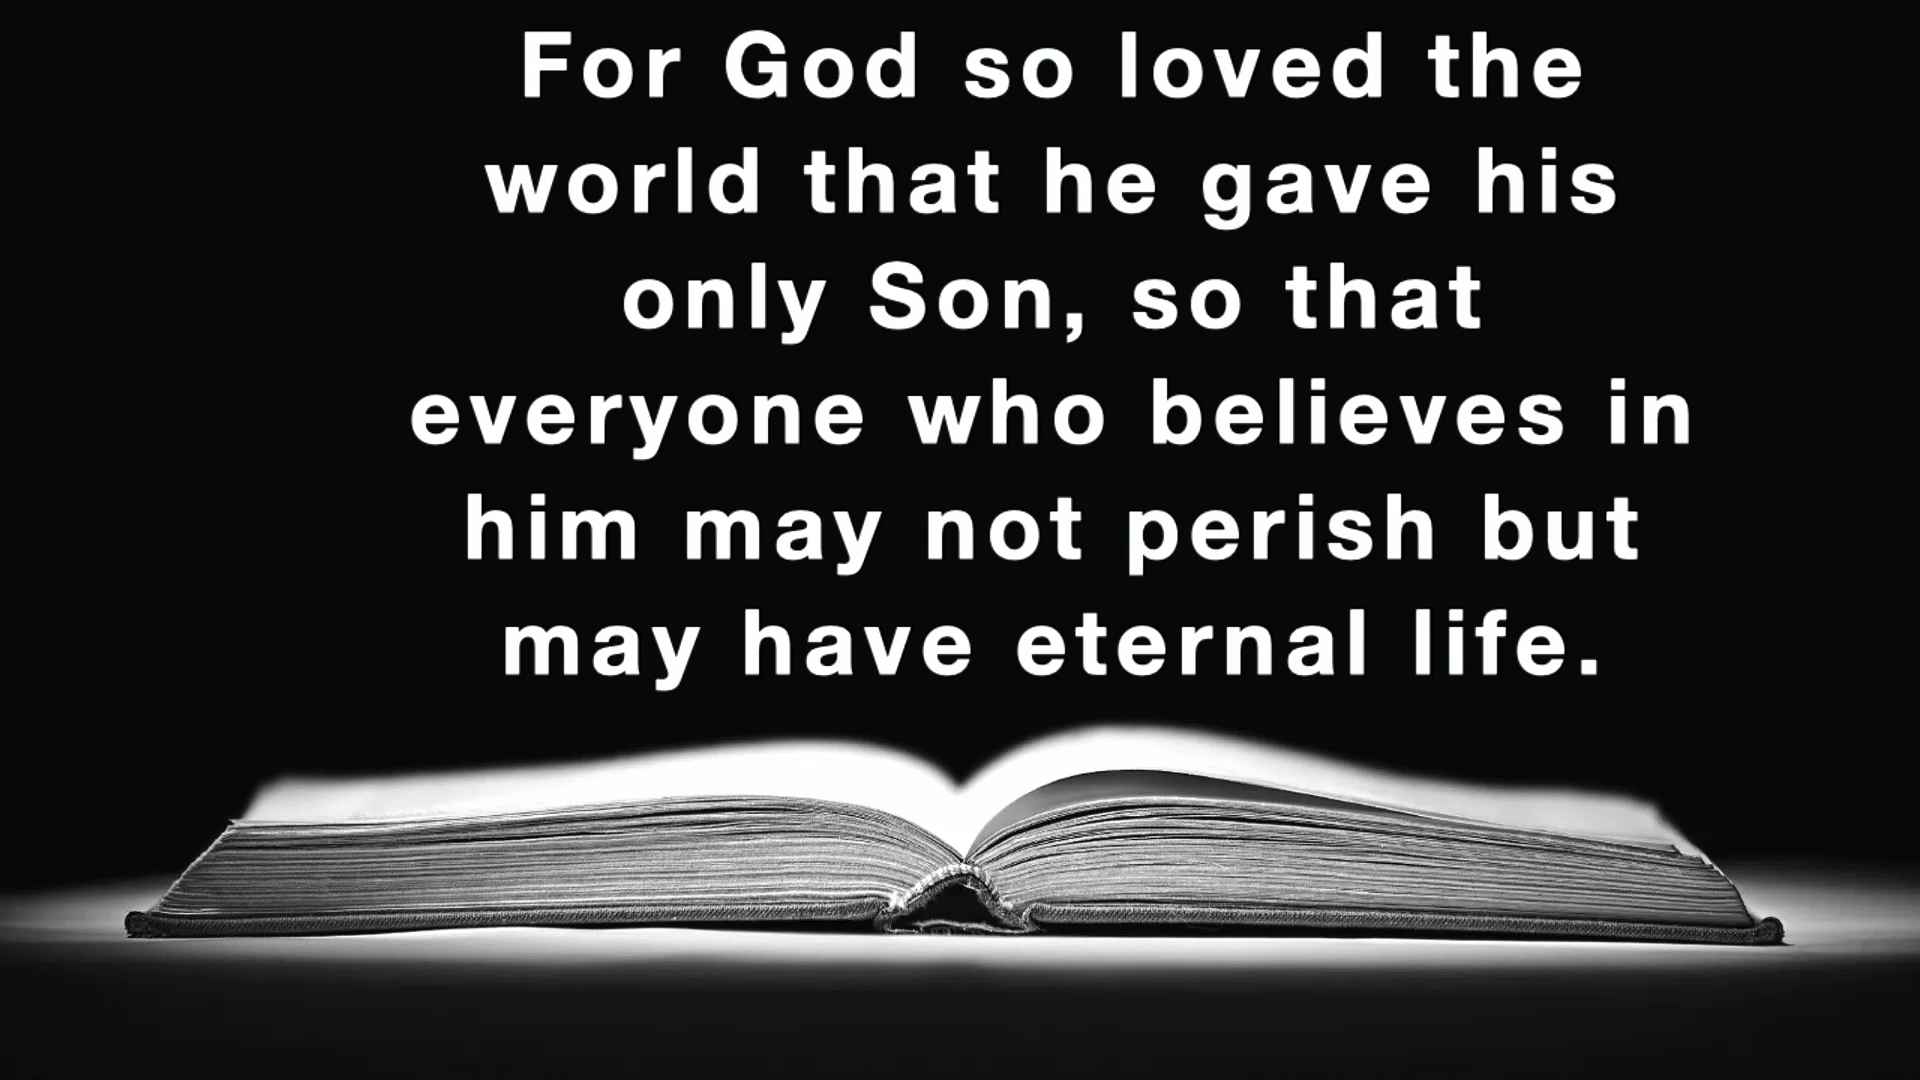 For God so loved the
world that he gave his
only Son, so that
everyone who believes in
him may not perish but
may have eternal life.